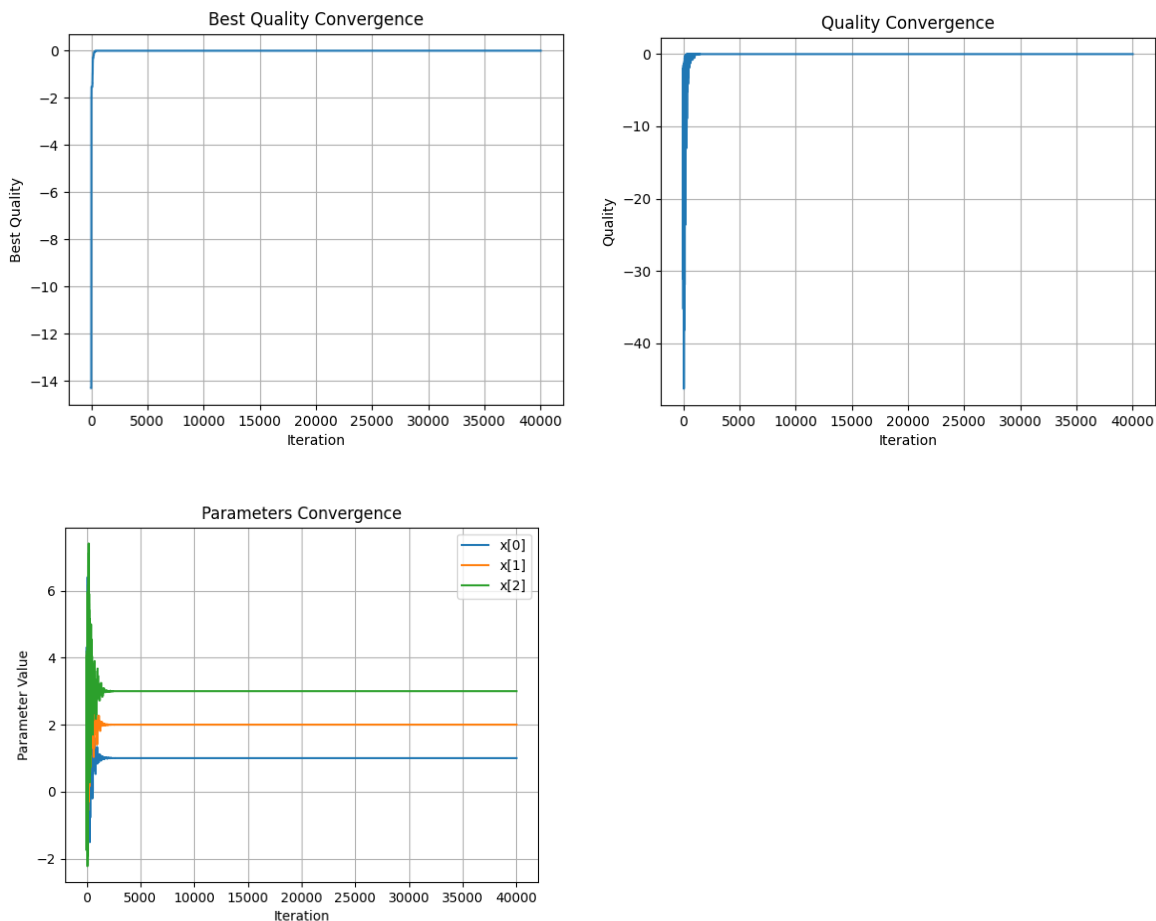 Best Quality Convergence
0
−2
−4
−6
−8
−10
−12
−14
Best Quality
0 5000 10000 15000 20000 25000 30000 35000 40000
Iteration
Quality Convergence
0
−10
−20
−30
−40
Quality
0 5000 10000 15000 20000 25000 30000 35000 40000
Iteration
Parameters Convergence
x[0]
x[1]
x[2]
6
4
2
0
−2
Parameter Value
0 5000 10000 15000 20000 25000 30000 35000 40000
Iteration